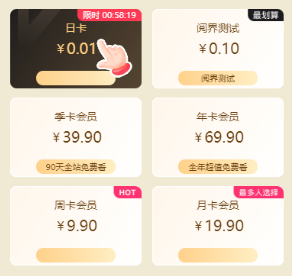 限时 00:58:19
日卡
¥0.01
最划算
阅界测试
¥0.10
阅界测试
季卡会员
¥39.90
90天全站免费看
年卡会员
¥69.90
全年超值免费看
HOT
周卡会员
¥9.90
最多人选择
月卡会员
¥19.90